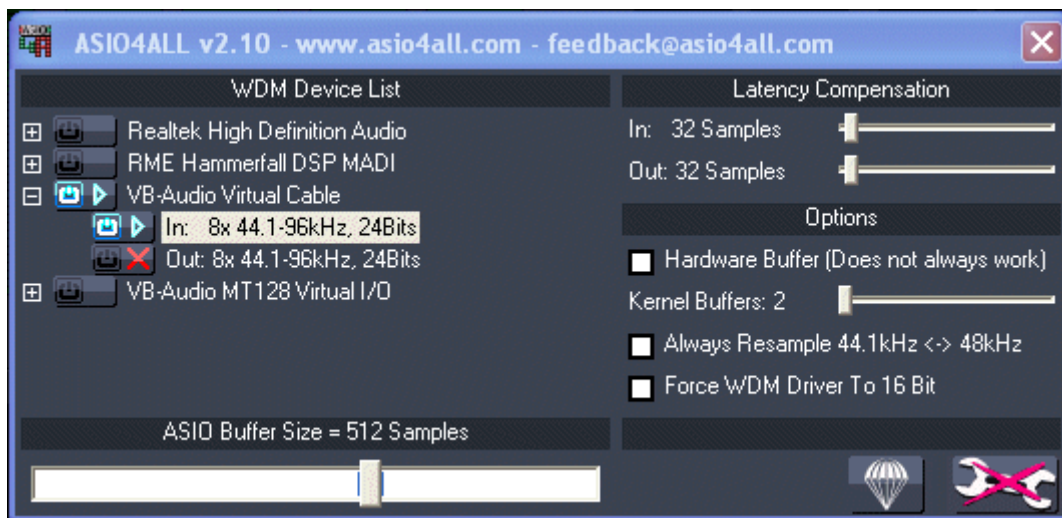 ASIO4ALL v2.10 - www.asio4all.com - feedback@asio4all.com
WDM Device List
Realtek High Definition Audio
RME Hammerfall DSP MADI
VB-Audio Virtual Cable
In: 8x 44.1-96kHz, 24Bits
Out: 8x 44.1-96kHz, 24Bits
VB-Audio MT128 Virtual I/O
ASIO Buffer Size = 512 Samples
Latency Compensation
In: 32 Samples
Out: 32 Samples
Options
Hardware Buffer (Does not always work)
Kernel Buffers: 2
Always Resample 44.1kHz <-> 48kHz
Force WDM Driver To 16 Bit